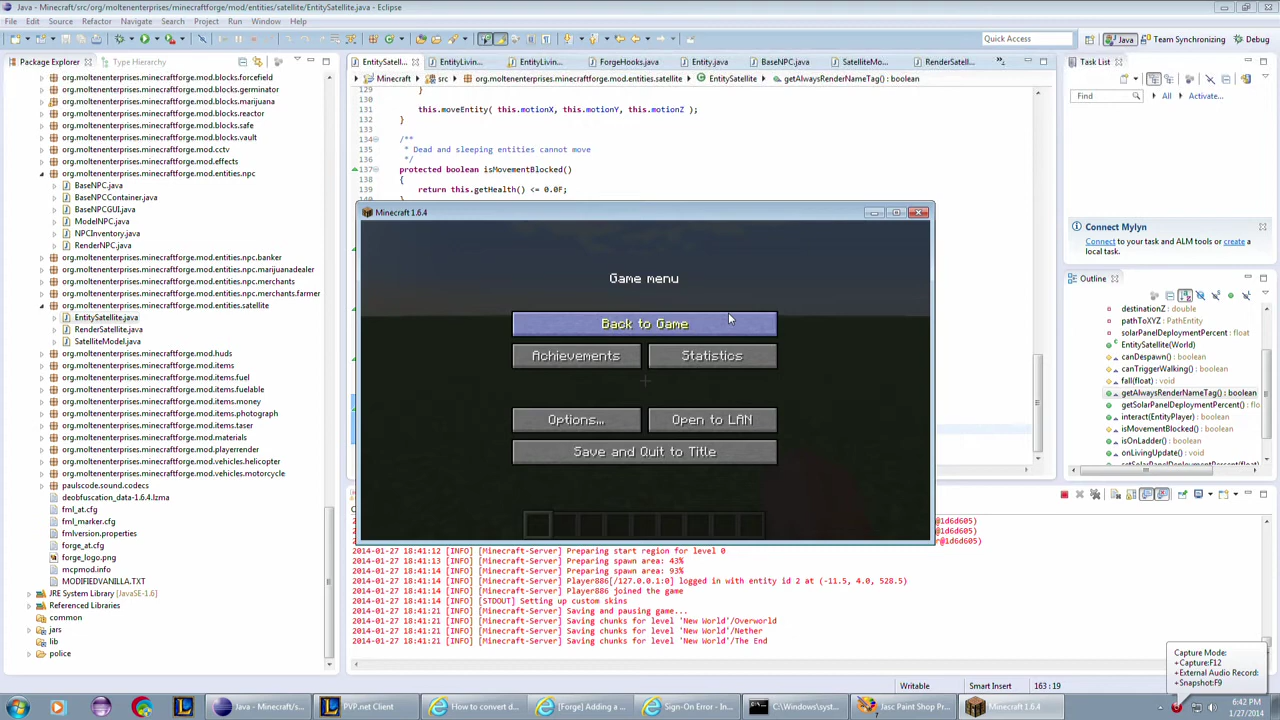 Java - Minecraft/src/org/moltenenterprises/minecraftforge/mod/entities/satellite/EntitySatellite.java - Eclipse
File Edit Source Refactor Navigate Search Project Run Window Help
Quick Access
Java
Team Synchronizing
Debug
Package Explorer
Type Hierarchy
org.moltenenterprises.minecraftforge.mod.blocks.forcefield
org.moltenenterprises.minecraftforge.mod.blocks.germinator
org.moltenenterprises.minecraftforge.mod.blocks.marijuana
org.moltenenterprises.minecraftforge.mod.blocks.reactor
org.moltenenterprises.minecraftforge.mod.blocks.safe
org.moltenenterprises.minecraftforge.mod.blocks.vault
org.moltenenterprises.minecraftforge.mod.cctv
org.moltenenterprises.minecraftforge.mod.effects
org.moltenenterprises.minecraftforge.mod.entities.npc
BaseNPC.java
BaseNPCContainer.java
BaseNPCGUI.java
ModelNPC.java
NPCInventory.java
RenderNPC.java
org.moltenenterprises.minecraftforge.mod.entities.npc.banker
org.moltenenterprises.minecraftforge.mod.entities.npc.marijuanadealer
org.moltenenterprises.minecraftforge.mod.entities.npc.merchants
org.moltenenterprises.minecraftforge.mod.entities.npc.merchants.farmer
org.moltenenterprises.minecraftforge.mod.entities.satellite
EntitySatellite.java
RenderSatellite.java
SatelliteModel.java
org.moltenenterprises.minecraftforge.mod.huds
org.moltenenterprises.minecraftforge.mod.items
org.moltenenterprises.minecraftforge.mod.items.fuel
org.moltenenterprises.minecraftforge.mod.items.fuelable
org.moltenenterprises.minecraftforge.mod.items.money
org.moltenenterprises.minecraftforge.mod.items.photograph
org.moltenenterprises.minecraftforge.mod.items.tools
org.moltenenterprises.minecraftforge.mod.materials
org.moltenenterprises.minecraftforge.mod.playerrender
org.moltenenterprises.minecraftforge.mod.vehicles.helicopter
org.moltenenterprises.minecraftforge.mod.vehicles.motorcycle
paulscode.sound.codecs
deobfuscation_data-1.6.4.lzma
fml_at.cfg
fml_marker.cfg
fmlversion.properties
forge_at.cfg
forge_logo.png
mcpmod.info
MODIFIEDVANILLA.TXT
JRE System Library [JavaSE-1.6]
Referenced Libraries
common
jars
lib
police
EntitySatell... EntityLivin... EntityLivin... ForgeHooks.java Entity.java BaseNPC.java SatelliteMo... RenderSatell...
Minecraft src org.moltenenterprises.minecraftforge.mod.entities.satellite EntitySatellite getAlwaysRenderNameTag() : boolean
129 }
130
131 this.moveEntity( this.motionX, this.motionY, this.motionZ );
132 }
133
134 /**
135 * Dead and sleeping entities cannot move
136 */
137 protected boolean isMovementBlocked()
138 {
139 return this.getHealth() <= 0.0F;
Minecraft 1.6.4
Game menu
Back to Game
Achievements
Statistics
Options...
Open to LAN
Save and Quit to Title
@1d6d605)
@1d6d605)
r@1d6d605)
2014-01-27 18:41:12 [INFO] [Minecraft-Server] Preparing start region for level 0
2014-01-27 18:41:13 [INFO] [Minecraft-Server] Preparing spawn area: 43%
2014-01-27 18:41:14 [INFO] [Minecraft-Server] Preparing spawn area: 93%
2014-01-27 18:41:14 [INFO] [Minecraft-Server] Player886[/127.0.0.1:0] logged in with entity id 2 at (-11.5, 4.0, 528.5)
2014-01-27 18:41:14 [INFO] [Minecraft-Server] Player886 joined the game
2014-01-27 18:41:14 [INFO] [STDOUT] Setting up custom skins
2014-01-27 18:41:21 [INFO] [Minecraft-Server] Saving and pausing game...
2014-01-27 18:41:21 [INFO] [Minecraft-Server] Saving chunks for level 'New World'/Overworld
2014-01-27 18:41:21 [INFO] [Minecraft-Server] Saving chunks for level 'New World'/Nether
2014-01-27 18:41:21 [INFO] [Minecraft-Server] Saving chunks for level 'New World'/The End
Task List
Find
All
Activate...
Connect Mylyn
Connect to your task and ALM tools or create a local task.
Outline
destinationZ : double
pathToXYZ : PathEntity
solarPanelDeploymentPercent : f
EntitySatellite(World)
canDespawn() : boolean
canTriggerWalking() : boolean
fall(float) : void
getAlwaysRenderNameTag() : boolean
getSolarPanelDeploymentPercent() : f
interact(EntityPlayer) : boolean
isMovementBlocked() : boolean
isOnLadder() : boolean
onLivingUpdate() : void
Capture Mode:
+Capture:F12
+External Audio Record:
+Snapshot:F9
Writable
Smart Insert
163 : 19
Java - Minecraft/s...
PVP.net Client
How to convert d...
[Forge] Adding a ...
Sign-On Error - In...
C:\Windows\syst...
Jasc Paint Shop Pr...
Minecraft 1.6.4
6:42 PM
1/27/2014